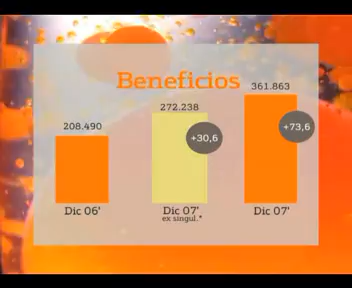 Beneficios
361.863
272.238
208.490
+73,6
+30,6
Dic 06'
Dic 07'
ex singul.*
Dic 07'